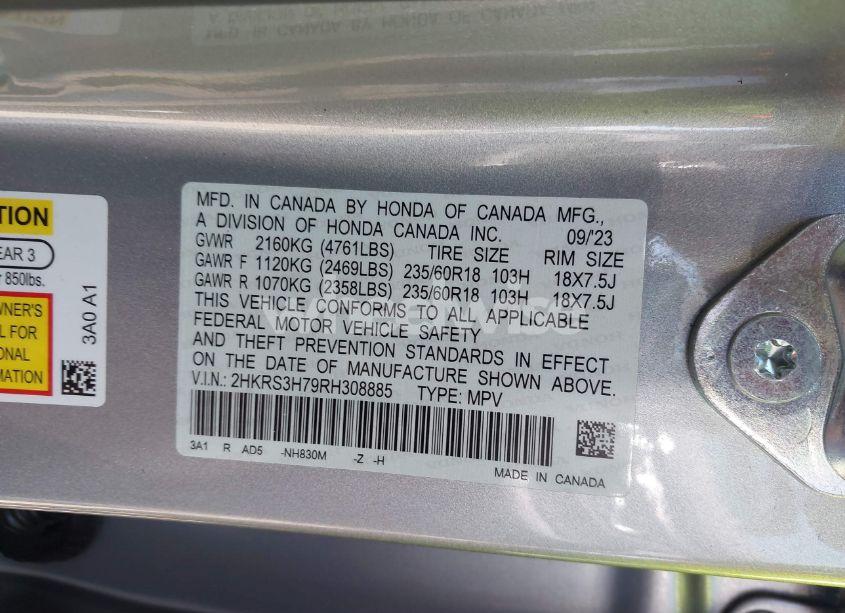 TION
EAR 3
r 850lbs.
WNER'S
L FOR
ONAL
RMATION
3A0 A1
MFD. IN CANADA BY HONDA OF CANADA MFG.,
A DIVISION OF HONDA CANADA INC. 09/'23
GVWR 2160KG (4761LBS) TIRE SIZE RIM SIZE
GAWR F 1120KG (2469LBS) 235/60R18 103H 18X7.5J
GAWR R 1070KG (2358LBS) 235/60R18 103H 18X7.5J
THIS VEHICLE CONFORMS TO ALL APPLICABLE
FEDERAL MOTOR VEHICLE SAFETY
AND THEFT PREVENTION STANDARDS IN EFFECT
ON THE DATE OF MANUFACTURE SHOWN ABOVE.
V.I.N.: 2HKRS3H79RH308885 TYPE: MPV
3A1 R AD5 -NH830M -Z -H
MADE IN CANADA